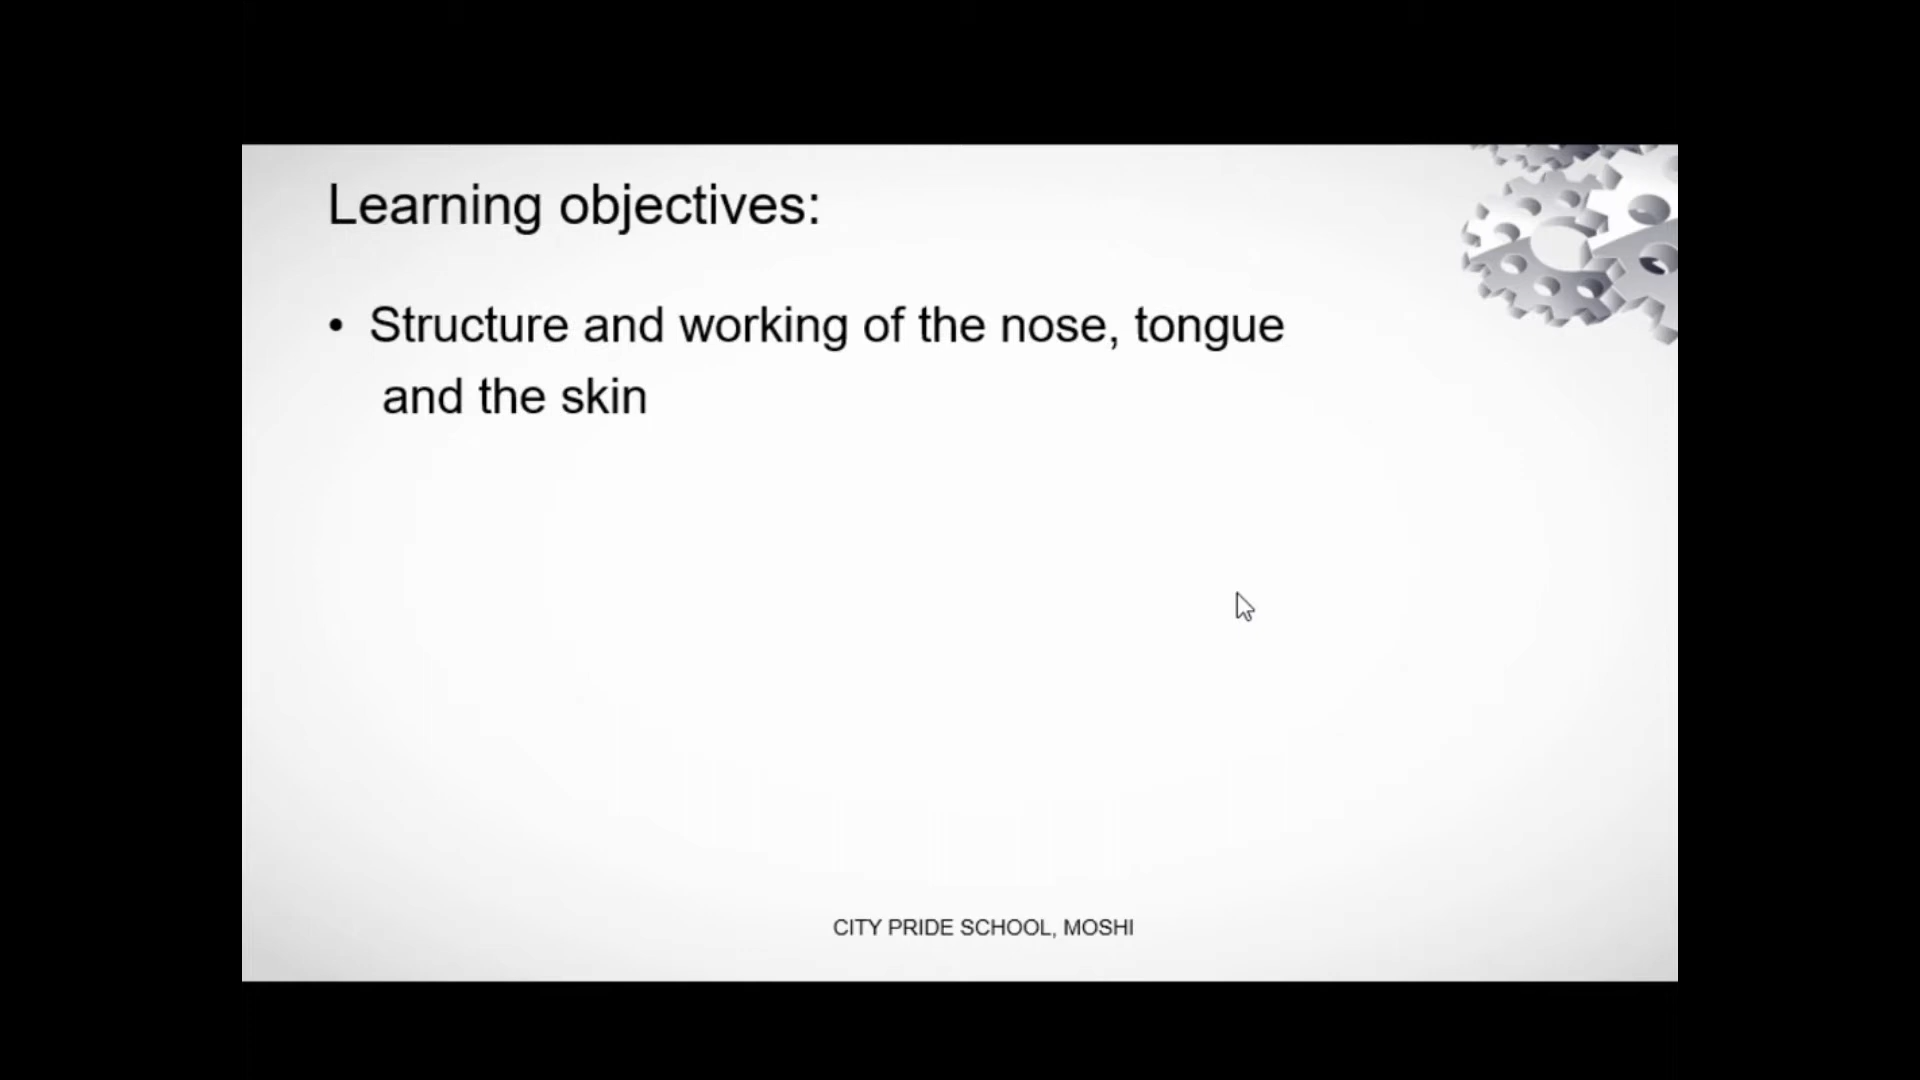 Learning objectives:
• Structure and working of the nose, tongue
and the skin
CITY PRIDE SCHOOL, MOSHI